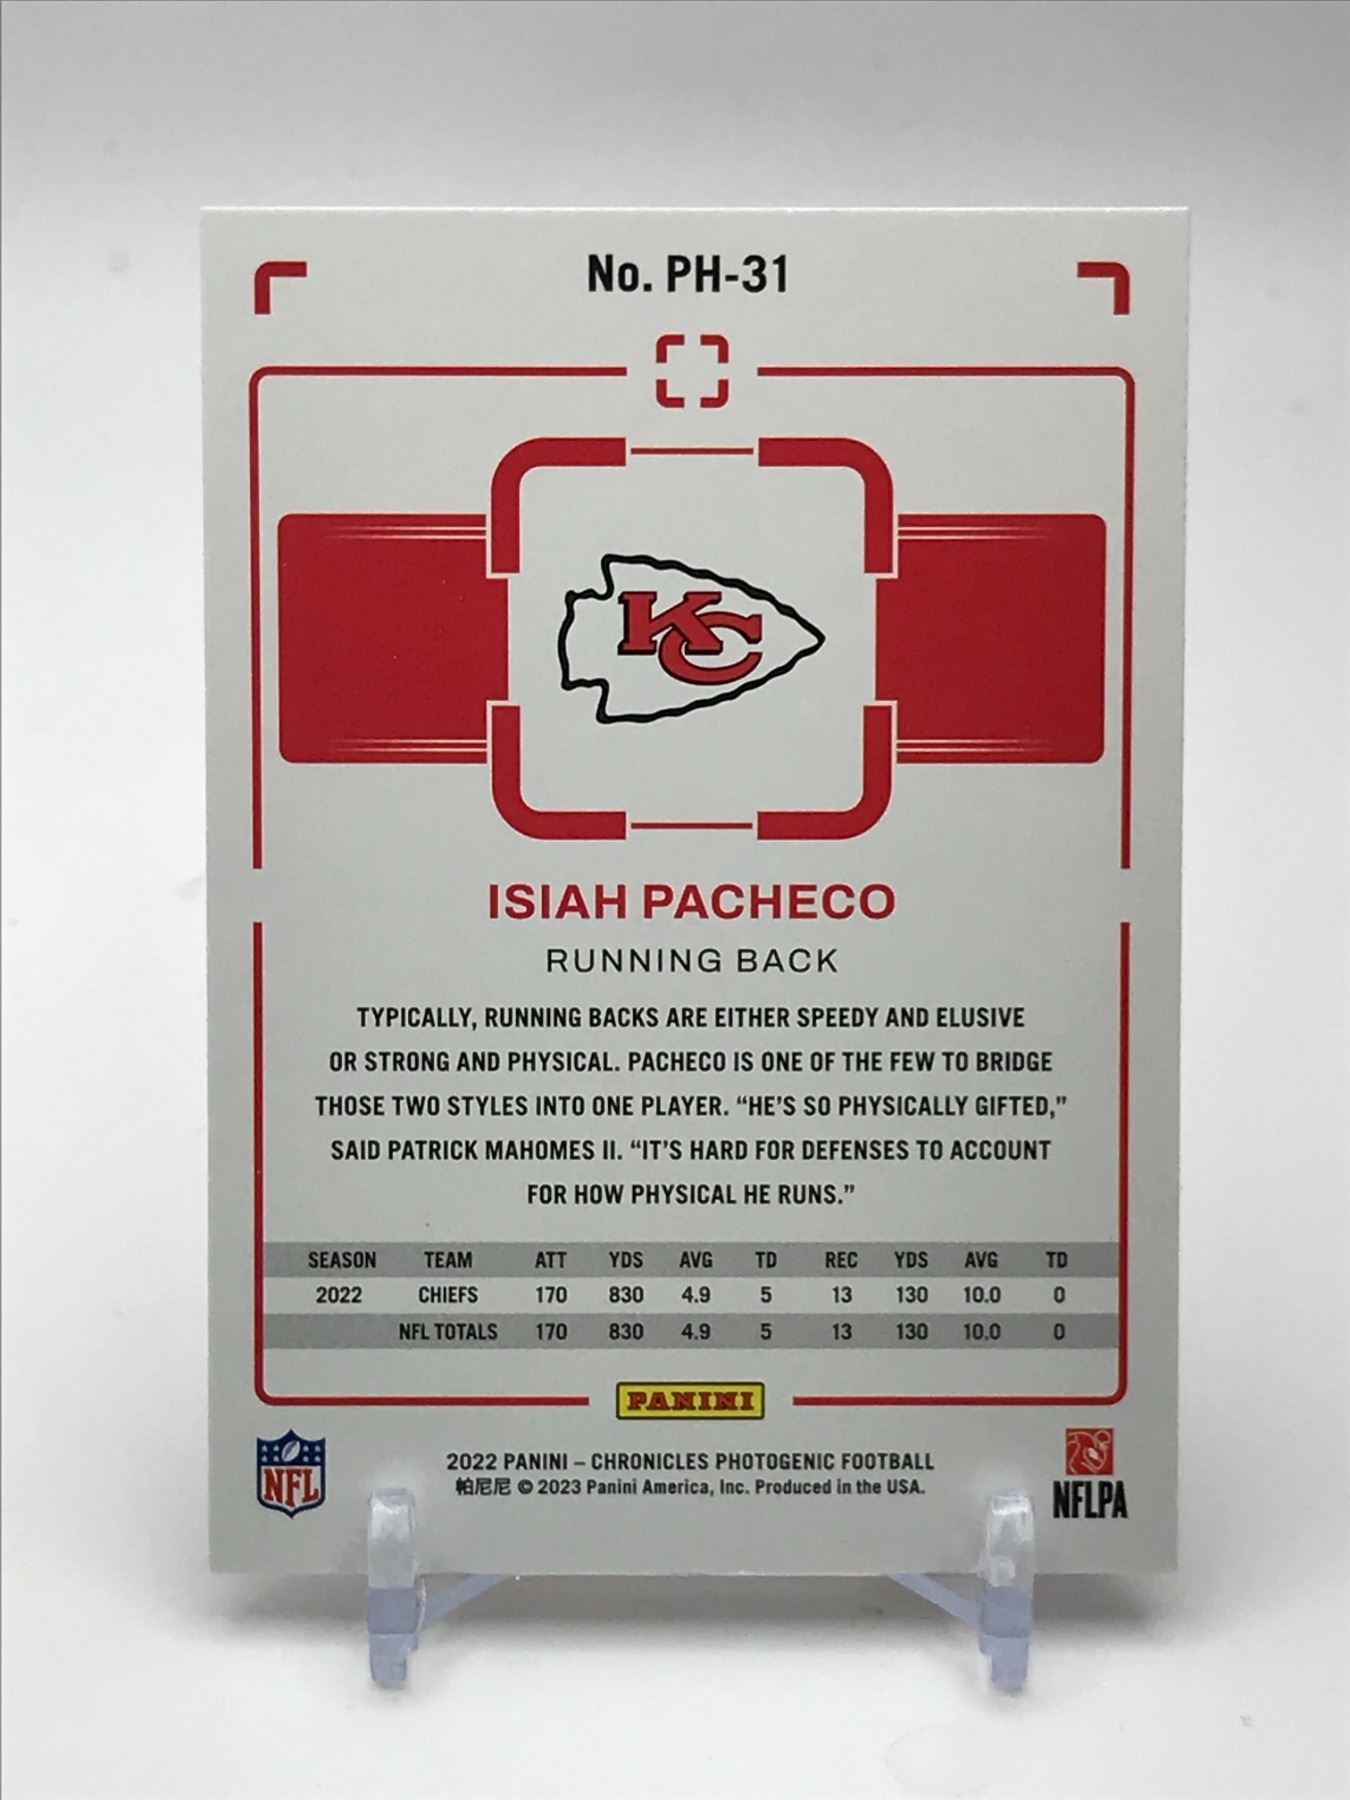 No. PH-31
KC
ISIAH PACHECO
RUNNING BACK
TYPICALLY, RUNNING BACKS ARE EITHER SPEEDY AND ELUSIVE
OR STRONG AND PHYSICAL. PACHECO IS ONE OF THE FEW TO BRIDGE
THOSE TWO STYLES INTO ONE PLAYER. “HE’S SO PHYSICALLY GIFTED,”
SAID PATRICK MAHOMES II. “IT’S HARD FOR DEFENSES TO ACCOUNT
FOR HOW PHYSICAL HE RUNS.”
SEASON TEAM ATT YDS AVG TD REC YDS AVG TD
2022 CHIEFS 170 830 4.9 5 13 130 10.0 0
NFL TOTALS 170 830 4.9 5 13 130 10.0 0
PANINI
NFL
2022 PANINI – CHRONICLES PHOTOGENIC FOOTBALL
帕尼尼 © 2023 Panini America, Inc. Produced in the USA.
NFLPA